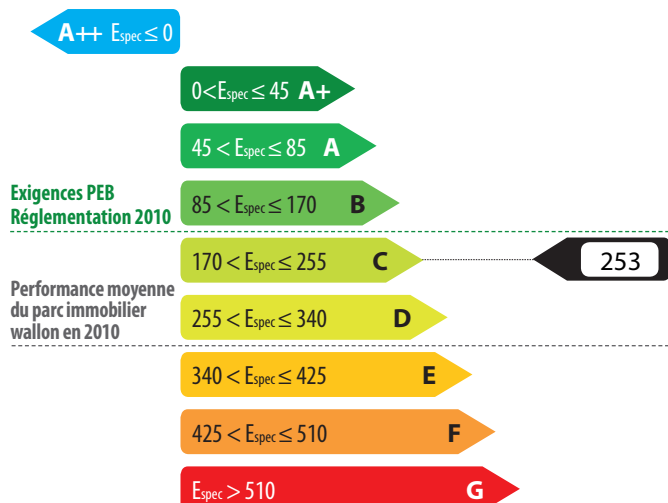 A++ Espec ≤ 0
0<Espec ≤ 45 A+
45 < Espec ≤ 85 A
Exigences PEB
Réglementation 2010
85 < Espec ≤ 170 B
170 < Espec ≤ 255 C
253
Performance moyenne
du parc immobilier
wallon en 2010
255 < Espec ≤ 340 D
340 < Espec ≤ 425 E
425 < Espec ≤ 510 F
Espec > 510 G